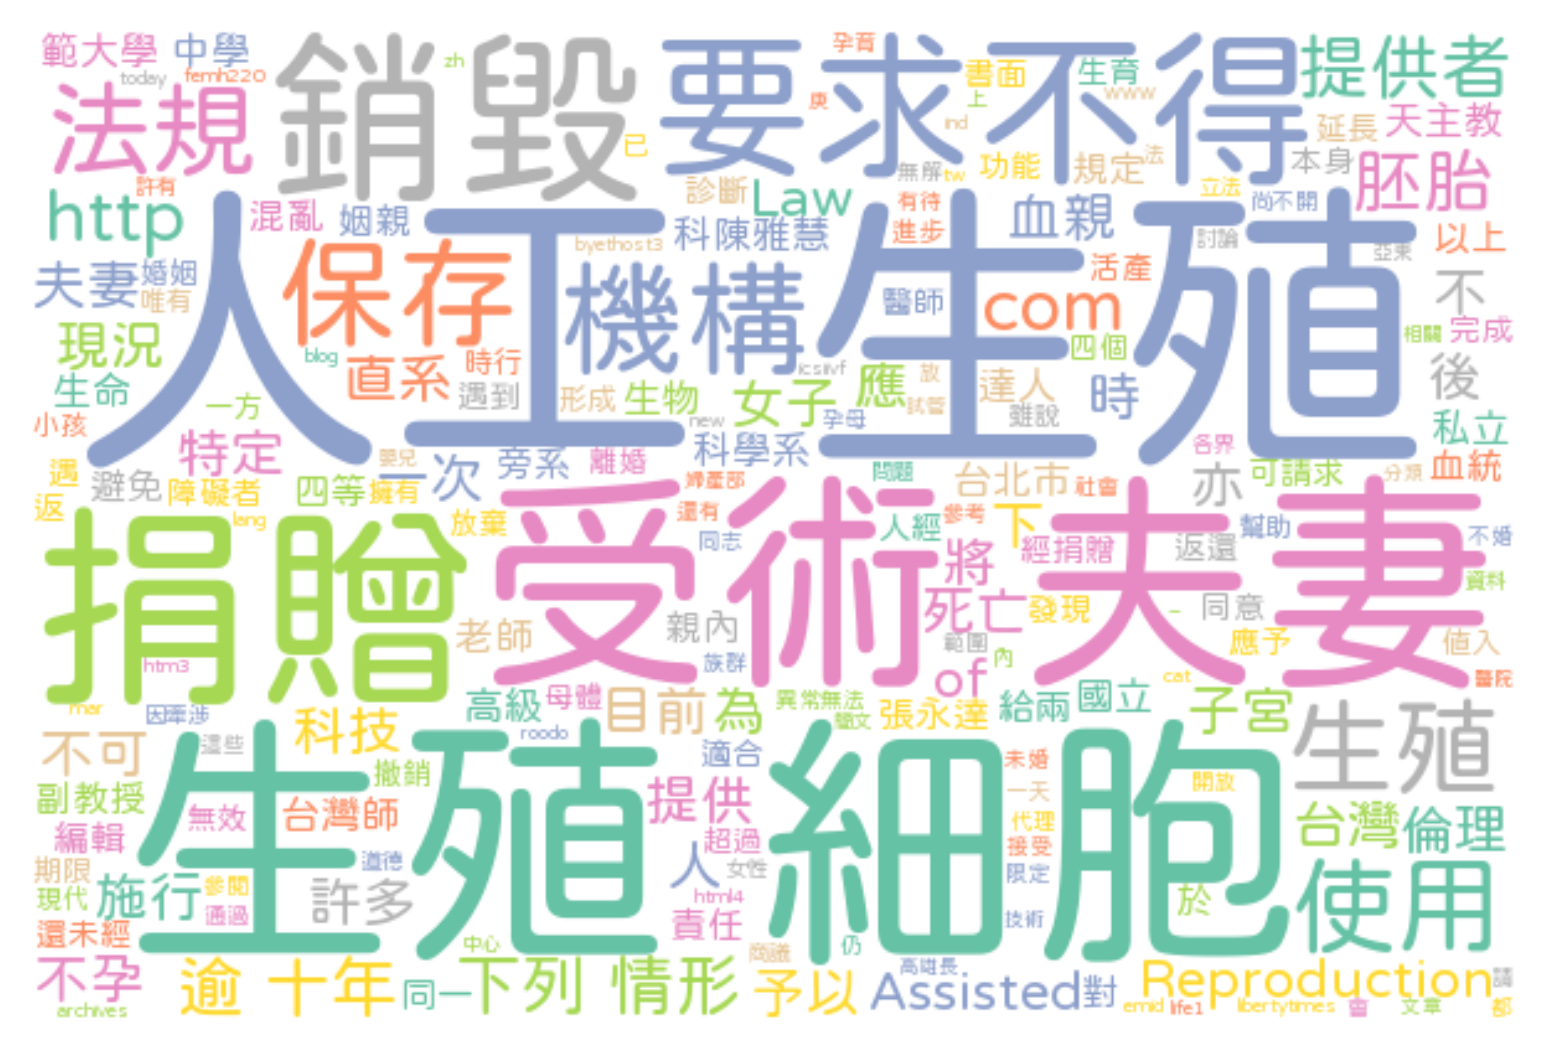 範大學 中學 銷毀 zh 要求不得 孕育 書面 生育 提供者
today femh220 庚 上 www
法規 已 ind 功能 規定 法 延長 天主教
許有 無解 tw 本身 胚胎
http 混亂 姻親 診斷 Law 有待 立法 尚不開
人工生殖
byethost3 科陳雅慧 進步 血親 討論 亞東 以上
夫妻 婚姻 唯有 保存 機構 醫師 com 活產 不
現況 blog 直系 時行 icsiivf 四個 相關 完成
生命 遇到 形成 生物 女子 應 放 達人 時 後
小孩 一方 new 試管 孕母 雖說 私立
特定 科學系 各界
遇 避免 障礙者 四等 嬰兒 擁有 一次 旁系 離婚 婦產部 問題 台北市 社會 亦 可請求 分類 血統
返 lang 放棄 還有 人經 參考 下 幫助
捐贈 受術夫妻
同志 將 經捐贈 返還 不婚
死亡 發現 - 同意 資料
老師 親內 範圍 內 應予 值入
htm3 族群 of cat 醫院
mar 因牽涉 高級 母體 目前 為 異常無法 張永達 給兩 國立 子宮
科技 roodo 簡文
不可 這些 適合 生殖
生殖細胞
撤銷 未婚 開放
副教授 無效 台灣師 提供 一天 台灣 倫理
編輯 超過 代理 接受
期限 道德 人 女性 限定
現代 施行 參閱 許多 html4 於 使用
通過 責任 技術
還未經 中心 商議 仍
不孕 逾 十年 同一 下列 情形 予以 高雄長 Assisted 對 Reproduction 請
archives emid life1 libertytimes 會 文章 都